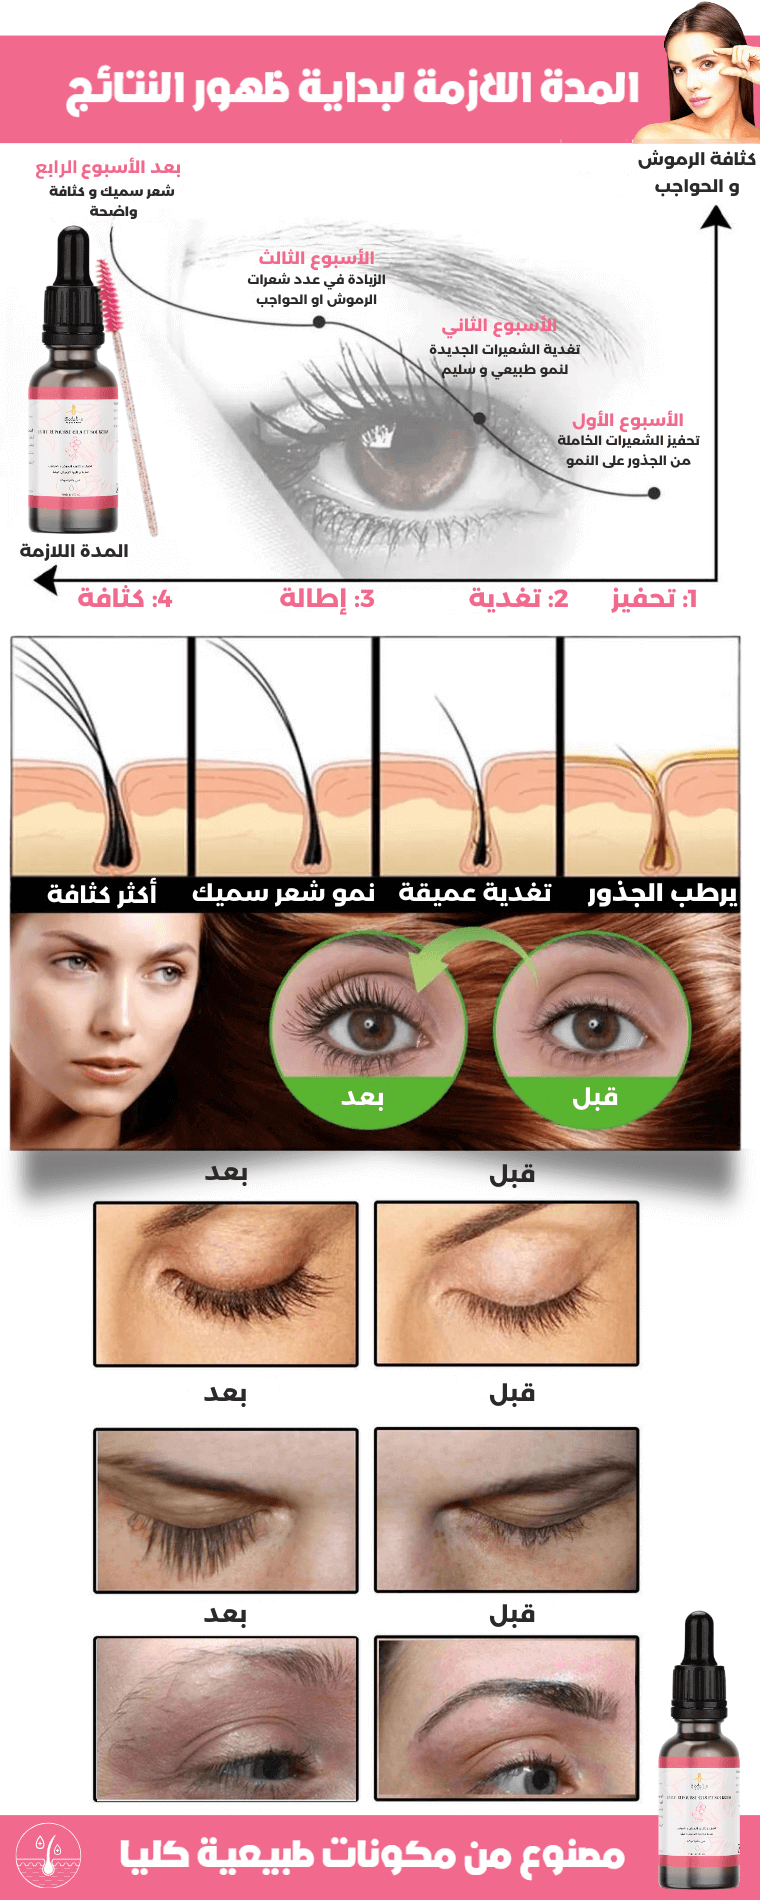 المدة اللازمة لبداية ظهور النتائج
كثافة الرموش
و الحواجب
بعد الأسبوع الرابع
شعر سميك و كثافة
واضحة
الأسبوع الثالث
الزيادة في عدد شعرات
الرموش او الحواجب
الأسبوع الثاني
تغدية الشعيرات الجديدة
لنمو طبيعي و سليم
الأسبوع الأول
تحفيز الشعيرات الخاملة
من الجذور على النمو
المدة اللازمة
1: تحفيز
2: تغدية
3: إطالة
4: كثافة
يرطب الجذور
تغدية عميقة
نمو شعر سميك
أكثر كثافة
قبل
بعد
قبل
بعد
قبل
بعد
قبل
بعد
مصنوع من مكونات طبيعية كليا